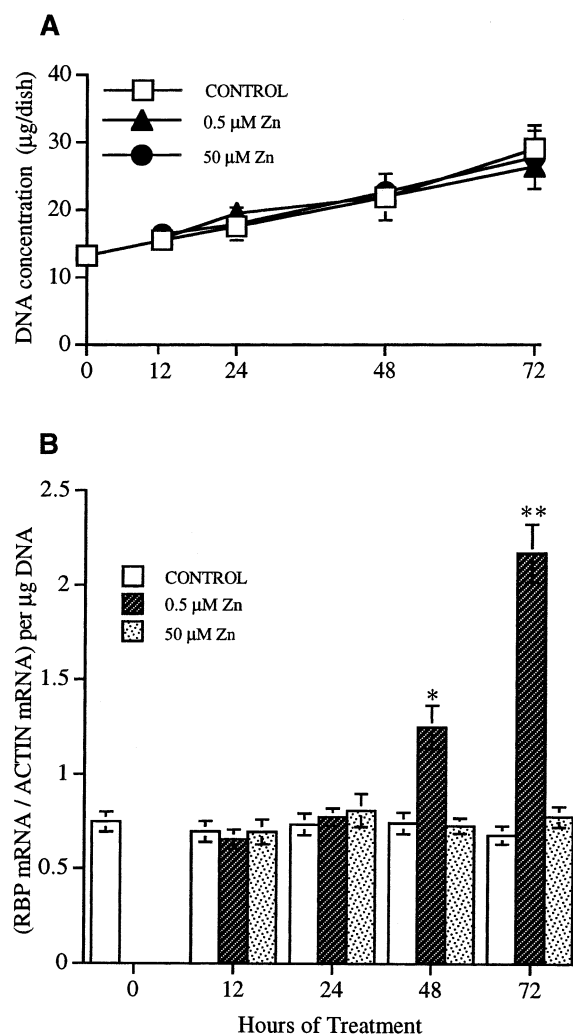 A
DNA concentration (µg/dish)
40
30
20
10
0
CONTROL
0.5 µM Zn
50 µM Zn
0 12 24 48 72
B
(RBP mRNA / ACTIN mRNA) per µg DNA
2.5
2
1.5
1
0.5
0
CONTROL
0.5 µM Zn
50 µM Zn
*
**
0 12 24 48 72
Hours of Treatment